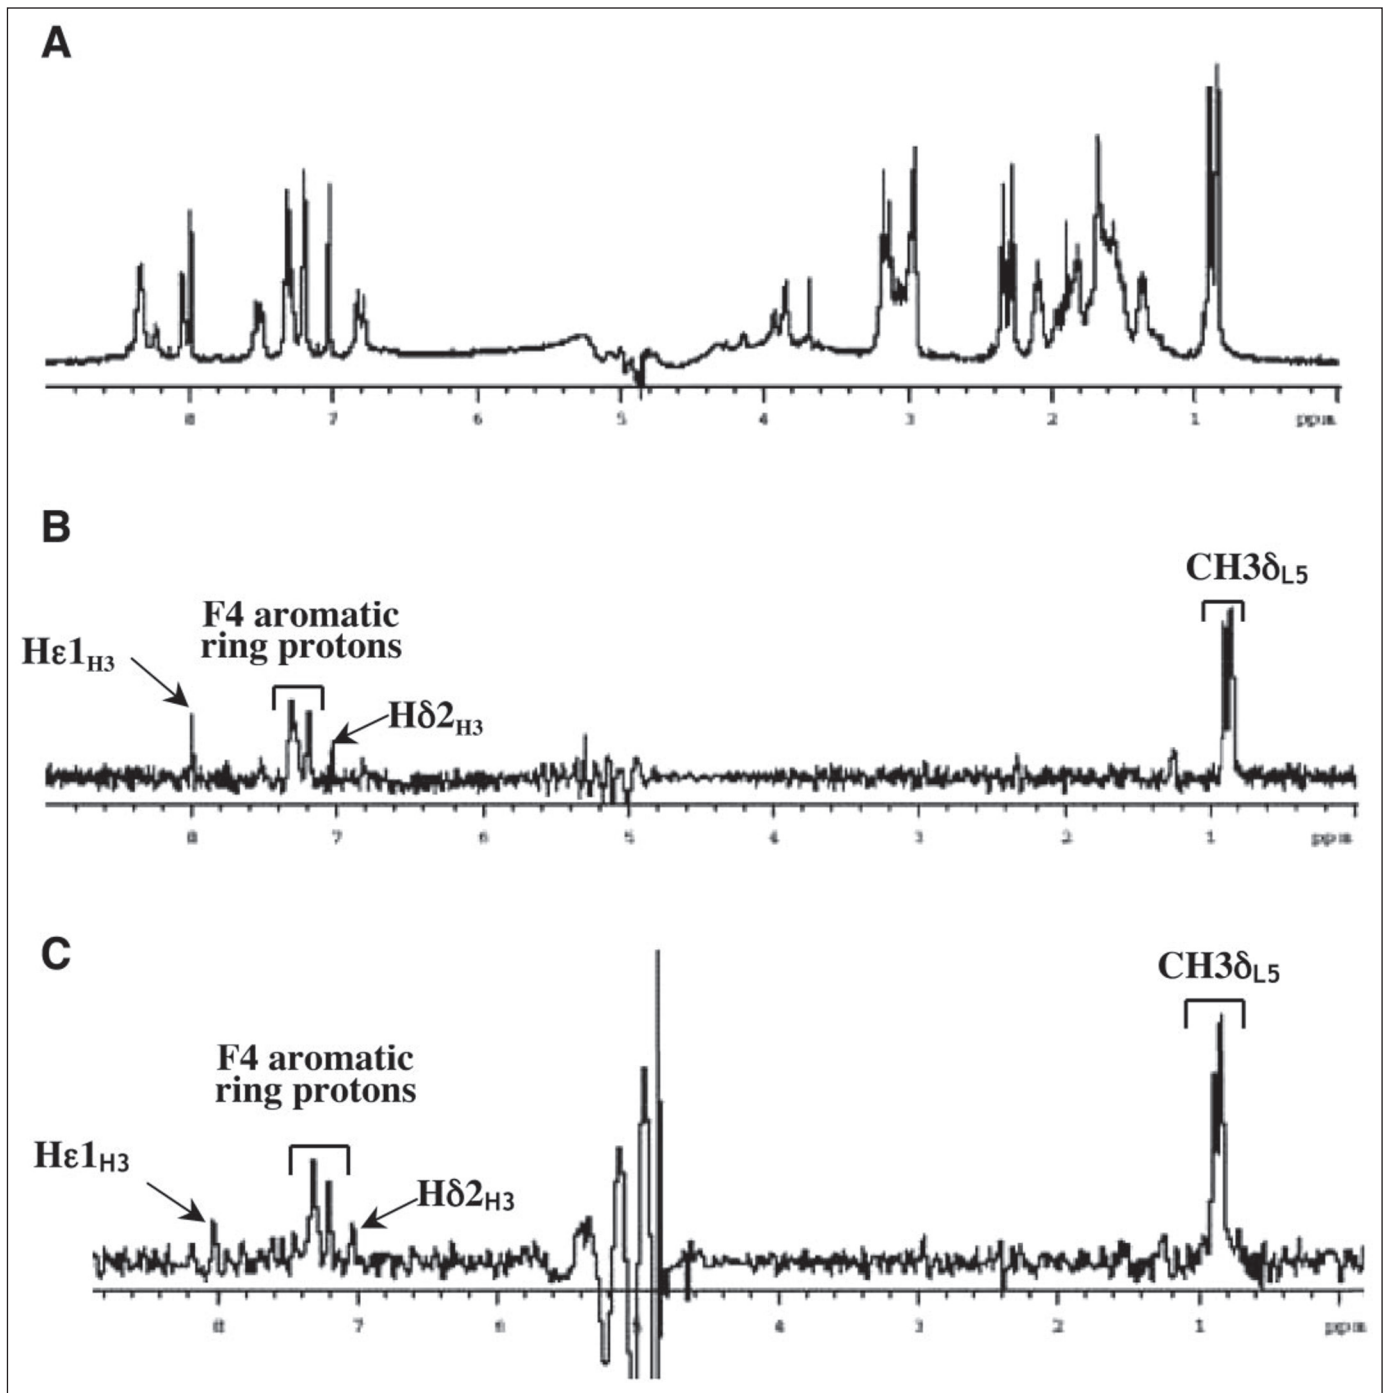 A
8 7 6 5 4 3 2 1 ppm
B
CH3δL5
F4 aromatic
ring protons
Hε1H3
Hδ2H3
8 7 6 5 4 3 2 1 ppm
C
CH3δL5
F4 aromatic
ring protons
Hε1H3
Hδ2H3
8 7 6 5 4 3 2 1 ppm